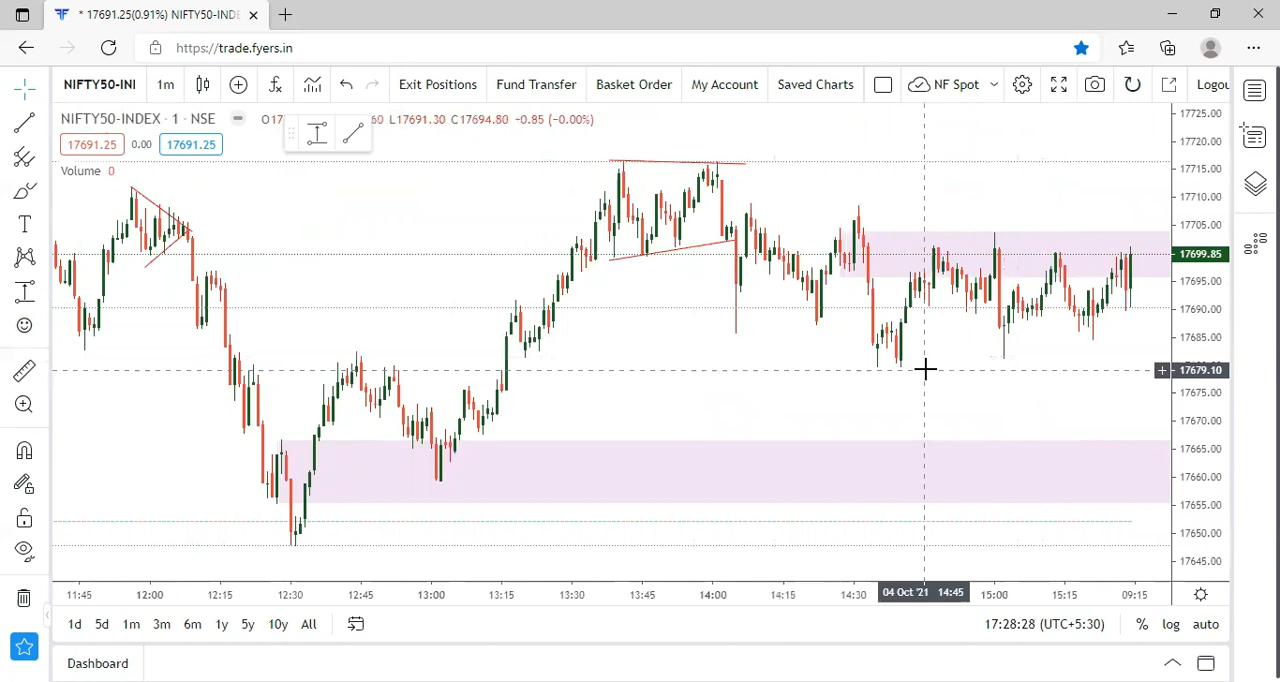 * 17691.25(0.91%) NIFTY50-INDE
https://trade.fyers.in
NIFTY50-INI 1m Exit Positions Fund Transfer Basket Order My Account Saved Charts NF Spot Logou
NIFTY50-INDEX · 1 · NSE L17691.30 C17694.80 -0.85 (-0.00%)
17691.25 0.00 17691.25
Volume 0
17725.00
17720.00
17715.00
17710.00
17705.00
17699.85
17695.00
17690.00
17685.00
17679.10
17675.00
17670.00
17665.00
17660.00
17655.00
17650.00
17645.00
11:45 12:00 12:15 12:30 12:45 13:00 13:15 13:30 13:45 14:00 14:15 14:30 04 Oct '21 14:45 15:00 15:15 09:15
1d 5d 1m 3m 6m 1y 5y 10y All 17:28:28 (UTC+5:30) % log auto
Dashboard